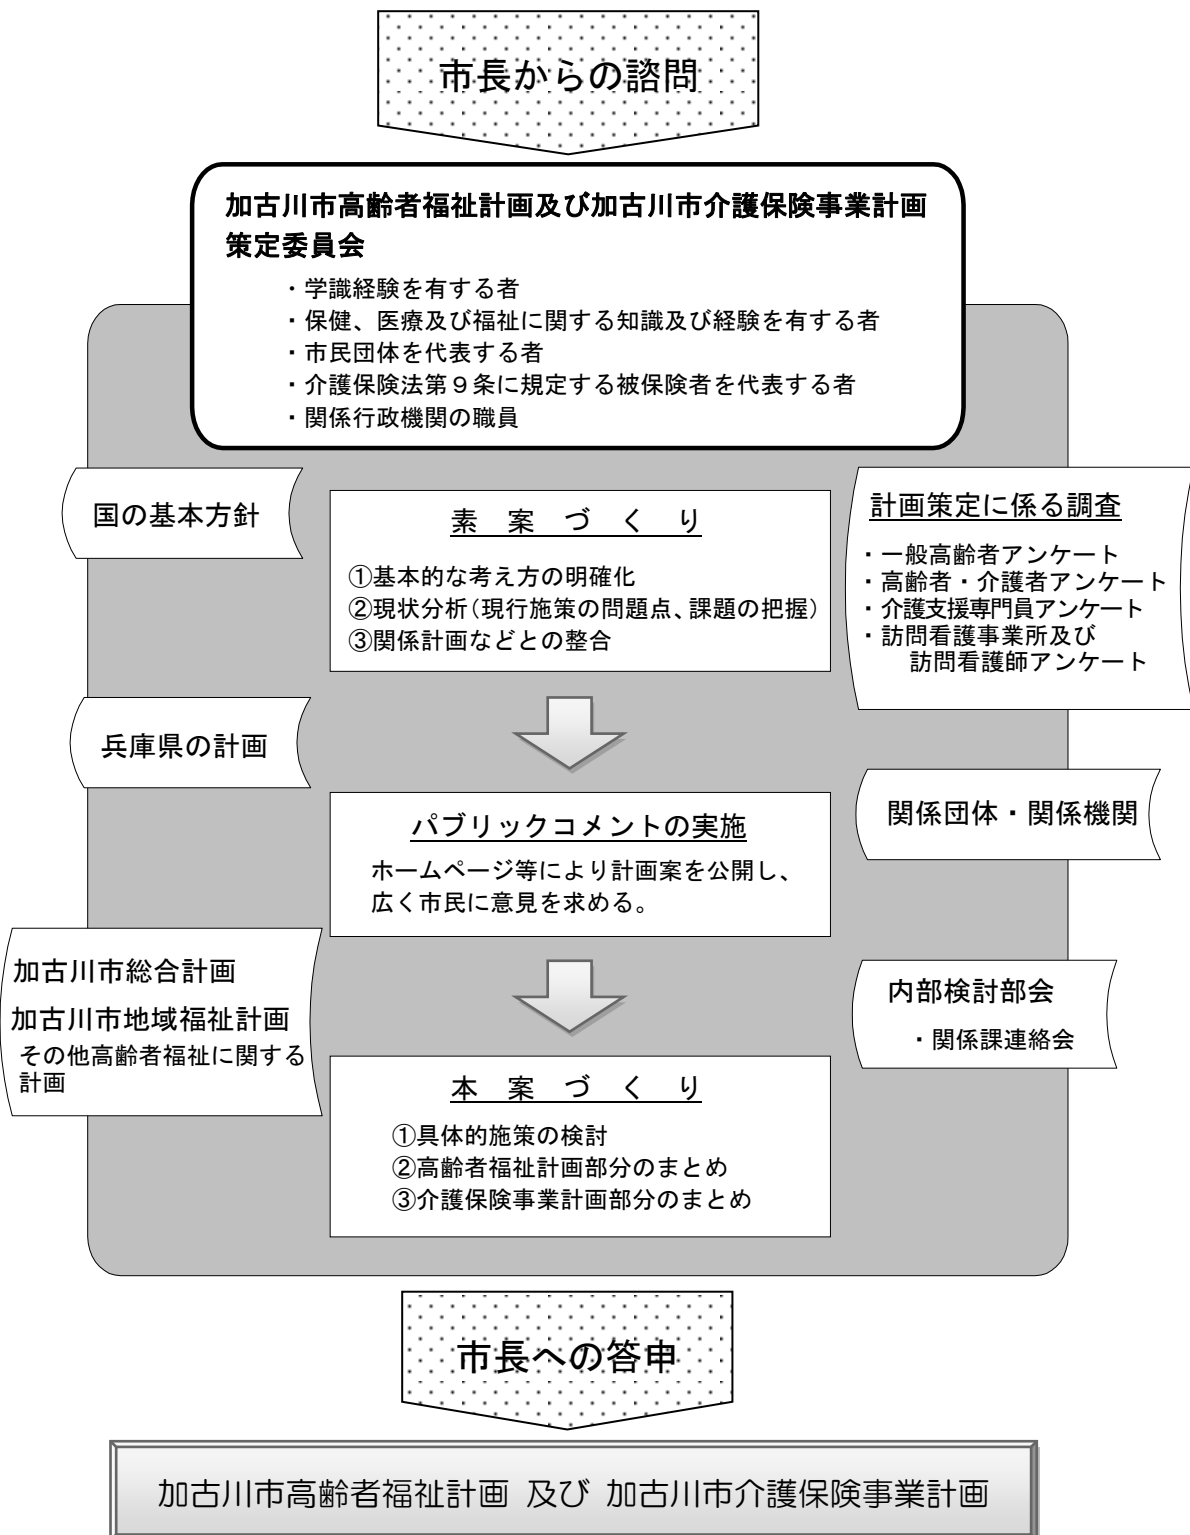 市長からの諮問
加古川市高齢者福祉計画及び加古川市介護保険事業計画
策定委員会
・学識経験を有する者
・保健、医療及び福祉に関する知識及び経験を有する者
・市民団体を代表する者
・介護保険法第９条に規定する被保険者を代表する者
・関係行政機関の職員
国の基本方針
素案づくり
①基本的な考え方の明確化
②現状分析（現行施策の問題点、課題の把握）
③関係計画などとの整合
計画策定に係る調査
・一般高齢者アンケート
・高齢者・介護者アンケート
・介護支援専門員アンケート
・訪問看護事業所及び
訪問看護師アンケート
兵庫県の計画
パブリックコメントの実施
ホームページ等により計画案を公開し、
広く市民に意見を求める。
関係団体・関係機関
加古川市総合計画
加古川市地域福祉計画
その他高齢者福祉に関する
計画
内部検討部会
・関係課連絡会
本案づくり
①具体的施策の検討
②高齢者福祉計画部分のまとめ
③介護保険事業計画部分のまとめ
市長への答申
加古川市高齢者福祉計画 及び 加古川市介護保険事業計画